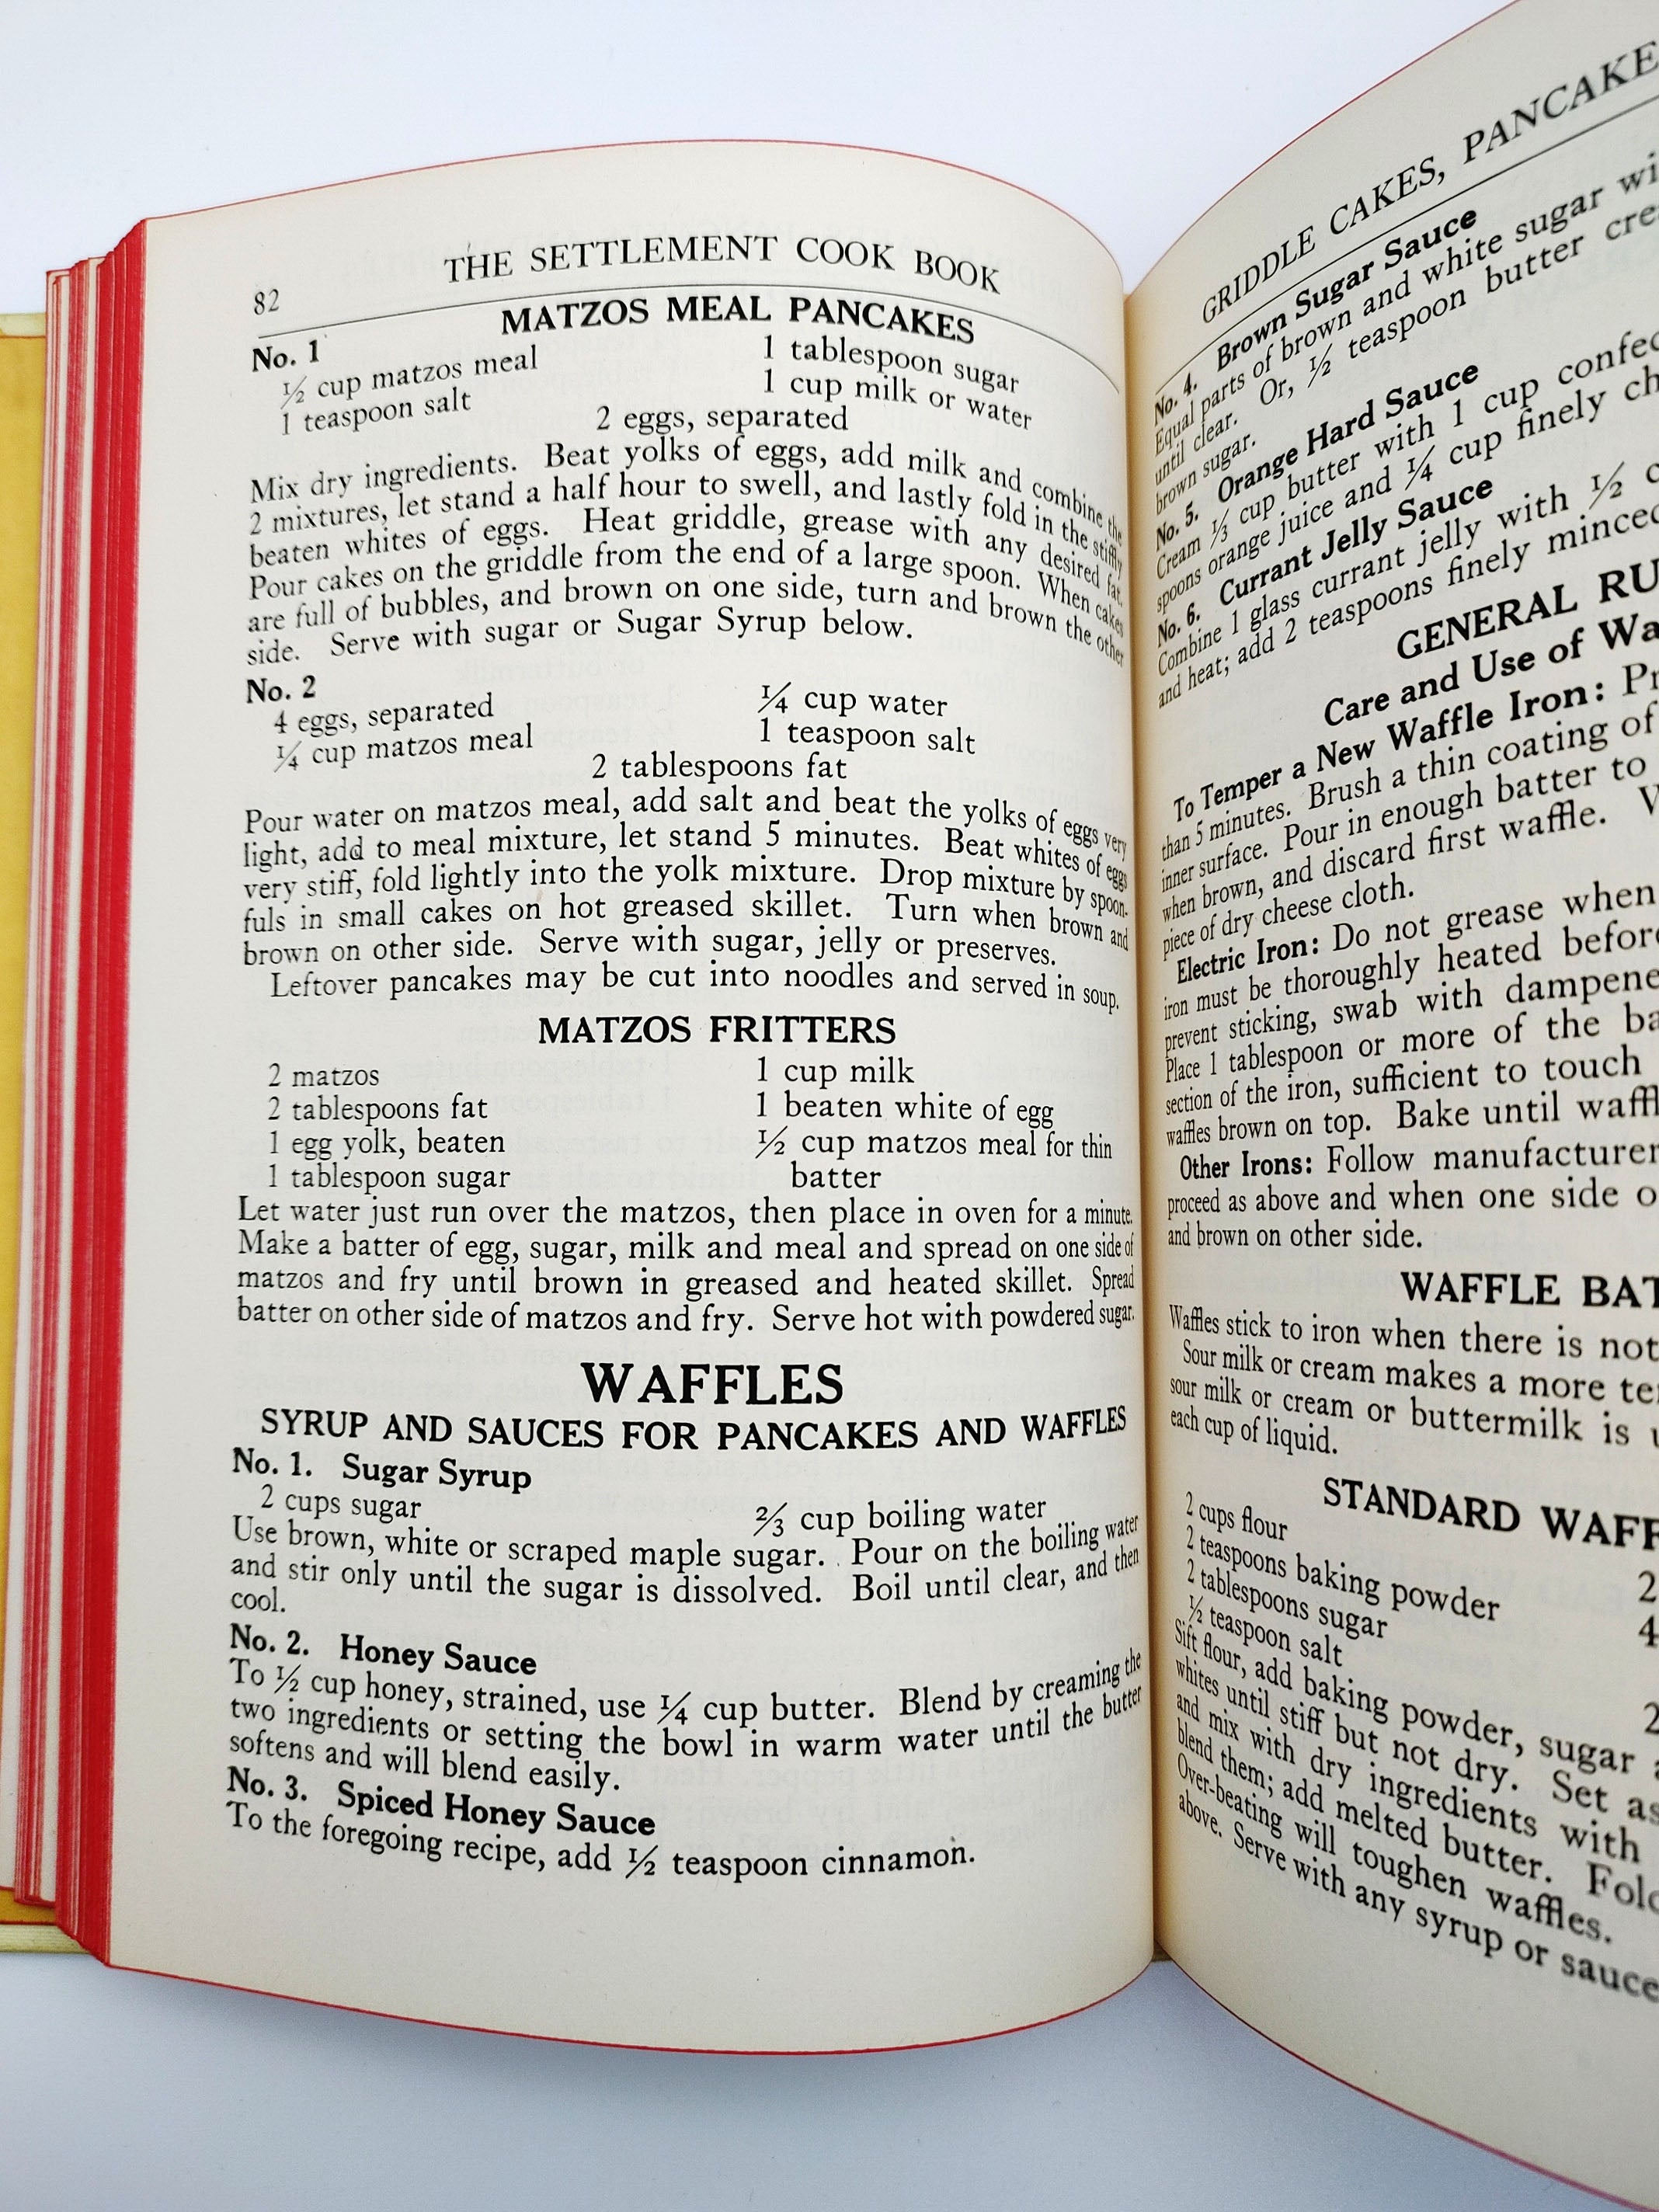 82
THE SETTLEMENT COOK BOOK
MATZOS MEAL PANCAKES
No. 1
½ cup matzos meal
1 teaspoon salt
1 tablespoon sugar
1 cup milk or water
2 eggs, separated
Mix dry ingredients. Beat yolks of eggs, add milk and combine the
2 mixtures, let stand a half hour to swell, and lastly fold in the stiffly
beaten whites of eggs. Heat griddle, grease with any desired fat.
Pour cakes on the griddle from the end of a large spoon. When cakes
are full of bubbles, and brown on one side, turn and brown the other
side. Serve with sugar or Sugar Syrup below.
No. 2
4 eggs, separated
¼ cup matzos meal
¼ cup water
1 teaspoon salt
2 tablespoons fat
Pour water on matzos meal, add salt and beat the yolks of eggs very
light, add to meal mixture, let stand 5 minutes. Beat whites of eggs
very stiff, fold lightly into the yolk mixture. Drop mixture by spoon-
fuls in small cakes on hot greased skillet. Turn when brown and
brown on other side. Serve with sugar, jelly or preserves.
Leftover pancakes may be cut into noodles and served in soup.
MATZOS FRITTERS
2 matzos
2 tablespoons fat
1 egg yolk, beaten
1 tablespoon sugar
1 cup milk
1 beaten white of egg
½ cup matzos meal for thin
batter
Let water just run over the matzos, then place in oven for a minute.
Make a batter of egg, sugar, milk and meal and spread on one side of
matzos and fry until brown in greased and heated skillet. Spread
batter on other side of matzos and fry. Serve hot with powdered sugar.
WAFFLES
SYRUP AND SAUCES FOR PANCAKES AND WAFFLES
No. 1. Sugar Syrup
2 cups sugar
⅔ cup boiling water
Use brown, white or scraped maple sugar. Pour on the boiling water
and stir only until the sugar is dissolved. Boil until clear, and then
cool.
No. 2. Honey Sauce
To ½ cup honey, strained, use ¼ cup butter. Blend by creaming the
two ingredients or setting the bowl in warm water until the butter
softens and will blend easily.
No. 3. Spiced Honey Sauce
To the foregoing recipe, add ½ teaspoon cinnamon.
GRIDDLE CAKES, PANCAKE
No. 4. Brown Sugar Sauce
Equal parts of brown and white sugar
until clear. Or, ½ teaspoon butter
brown sugar.
No. 5. Orange Hard Sauce
Cream ⅓ cup butter with 1 cup
spoons orange juice and ¼ cup finely
No. 6. Currant Jelly Sauce
Combine 1 glass currant jelly with ½
and heat; add 2 teaspoons finely minced
GENERAL
Care and Use of
To Temper a New Waffle Iron:
than 5 minutes. Brush a thin coating of
inner surface. Pour in enough batter to
when brown, and discard first waffle.
piece of dry cheese cloth.
Electric Iron: Do not grease when
iron must be thoroughly heated before
prevent sticking, swab with
Place 1 tablespoon or more of the
section of the iron, sufficient to touch
waffles brown on top. Bake until
Other Irons: Follow manufacturer
proceed as above and when one side
and brown on other side.
WAFFLE
Waffles stick to iron when there is not
Sour milk or cream makes a more
sour milk or cream or buttermilk is
each cup of liquid.
STANDARD
2 cups flour
2 teaspoons baking powder
2 tablespoons sugar
½ teaspoon salt
2
4
2
Sift flour, add baking powder, sugar
whites until stiff but not dry. Set
and mix with dry ingredients with
blend them; add melted butter.
Over-beating will toughen waffles.
above. Serve with any syrup or sauce